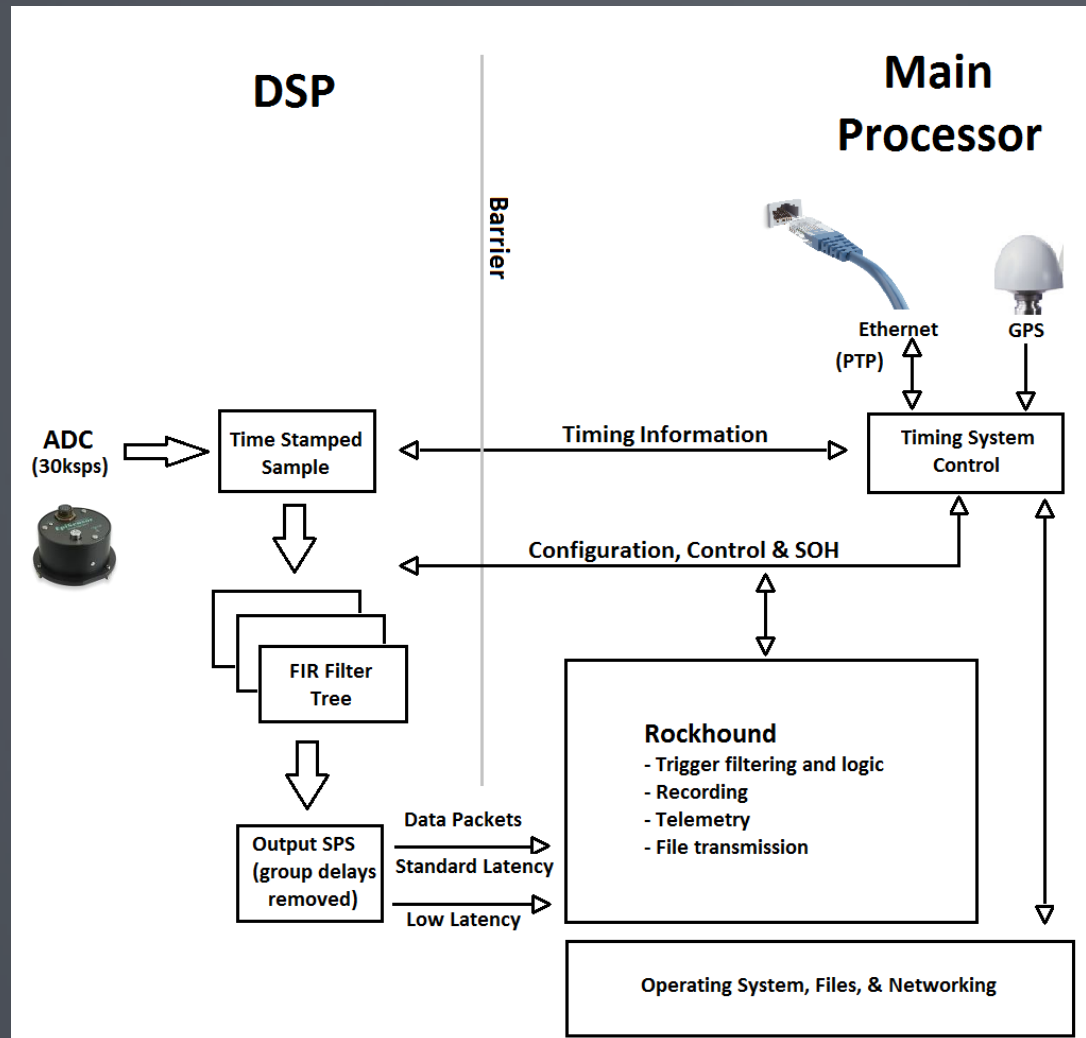 DSP
Main
Processor
Barrier
Ethernet
(PTP)
GPS
ADC
(30ksps)
Time Stamped
Sample
Timing Information
Timing System
Control
Configuration, Control & SOH
EpiSensor
FIR Filter
Tree
Rockhound
- Trigger filtering and logic
- Recording
- Telemetry
- File transmission
Output SPS
(group delays
removed)
Data Packets
Standard Latency
Low Latency
Operating System, Files, & Networking